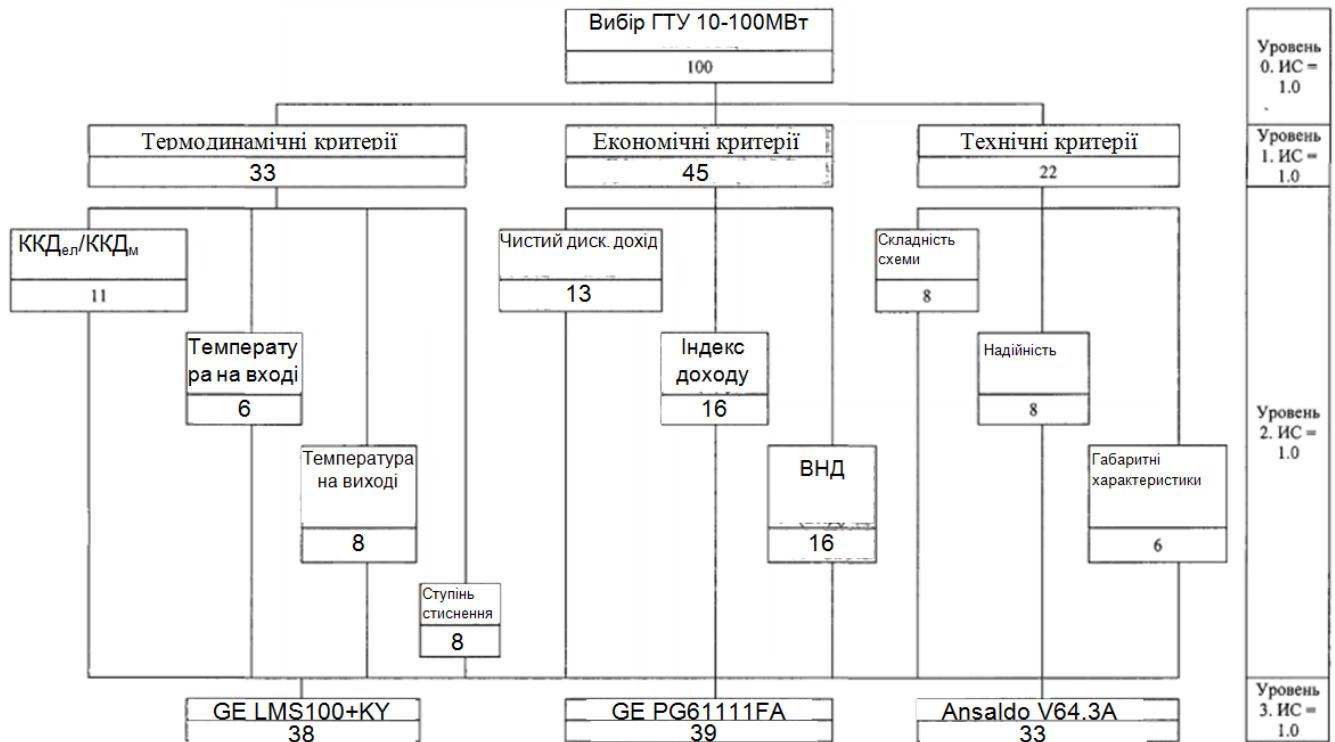 Вибір ГТУ 10-100МВт
100
Уровень
0. ИС =
1.0
Термодинамічні критерії
33
Економічні критерії
45
Технічні критерії
22
Уровень
1. ИС =
1.0
ККДел/ККДм
11
Чистий диск. дохід
13
Складність
схеми
8
Температу
ра на вході
6
Індекс
доходу
16
Надійність
8
Температура
на виході
8
ВНД
16
Габаритні
характеристики
6
Уровень
2. ИС =
1.0
Ступінь
стиснення
8
GE LMS100+KY
38
GE PG61111FA
39
Ansaldo V64.3A
33
Уровень
3. ИС =
1.0